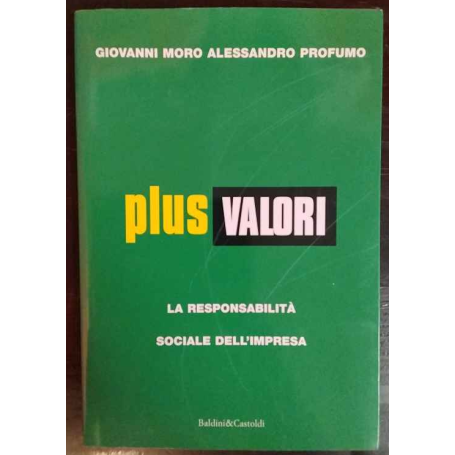 GIOVANNI MORO ALESSANDRO PROFUMO
plus VALORI
LA RESPONSABILITÀ
SOCIALE DELL'IMPRESA
Baldini&Castoldi